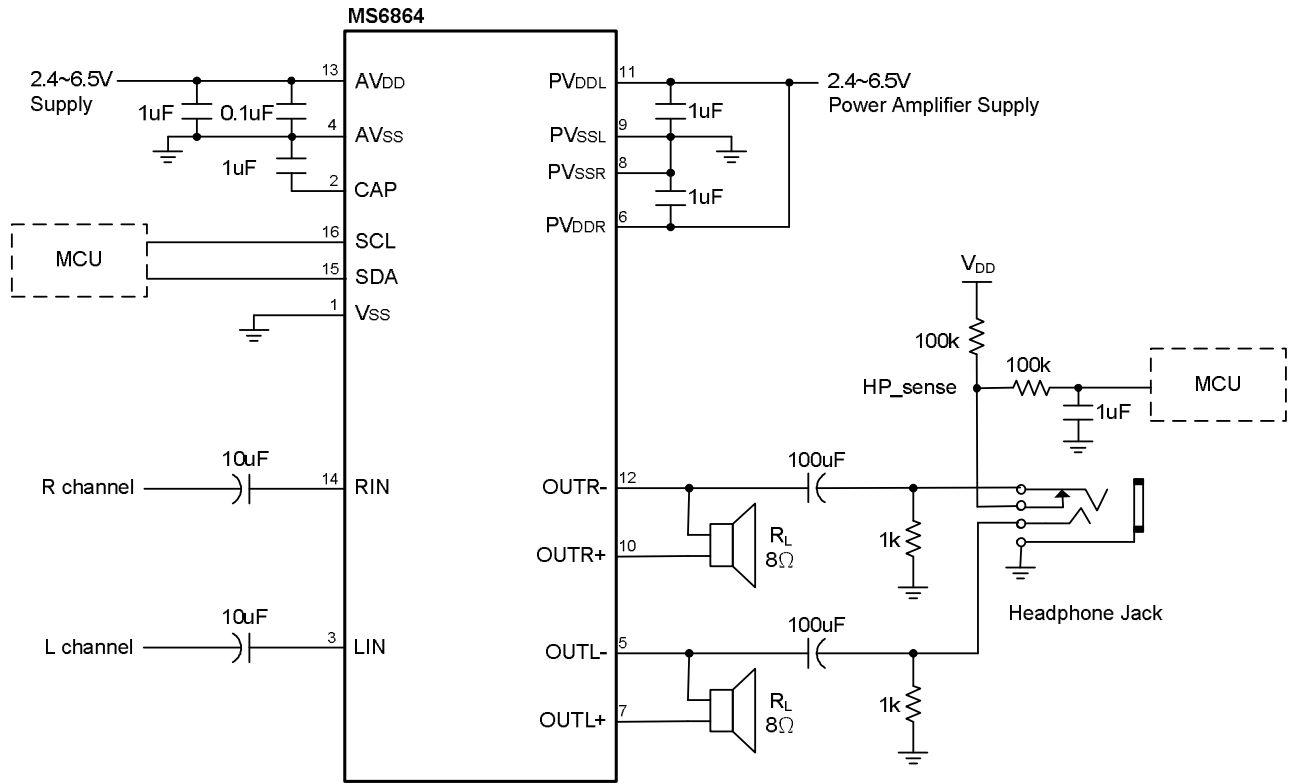 MS6864
2.4~6.5V
Supply
1uF
0.1uF
1uF
13
AVDD
4
AVSS
2
CAP
MCU
16
SCL
15
SDA
1
VSS
PVDDL
11
PVSSL
9
PVSSR
8
PVDDR
6
1uF
1uF
2.4~6.5V
Power Amplifier Supply
VDD
100k
HP_sense
100k
1uF
MCU
R channel
10uF
14
RIN
L channel
10uF
3
LIN
OUTR-
12
OUTR+
10
RL
8Ω
100uF
1k
OUTL-
5
OUTL+
7
RL
8Ω
100uF
1k
Headphone Jack